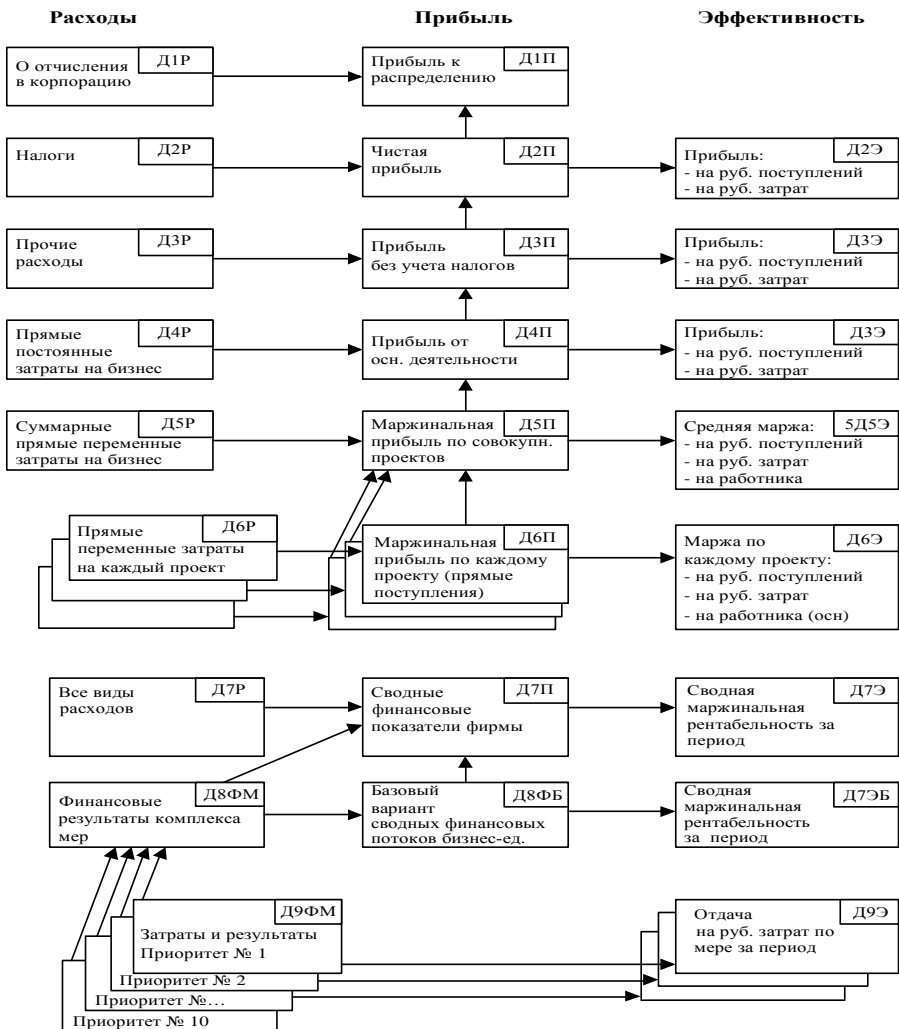 Расходы
Прибыль
Эффективность
Д1Р
О отчисления
в корпорацию
Д1П
Прибыль к
распределению
Д2Р
Налоги
Д2П
Чистая
прибыль
Д2Э
Прибыль:
- на руб. поступлений
- на руб. затрат
Д3Р
Прочие
расходы
Д3П
Прибыль
без учета налогов
Д3Э
Прибыль:
- на руб. поступлений
- на руб. затрат
Д4Р
Прямые
постоянные
затраты на бизнес
Д4П
Прибыль от
осн. деятельности
Д3Э
Прибыль:
- на руб. поступлений
- на руб. затрат
Д5Р
Суммарные
прямые переменные
затраты на бизнес
Д5П
Маржинальная
прибыль по совокупн.
проектов
5Д5Э
Средняя маржа:
- на руб. поступлений
- на руб. затрат
- на работника
Д6Р
Прямые
переменные затраты
на каждый проект
Д6П
Маржинальная
прибыль по каждому
проекту (прямые
поступления)
Д6Э
Маржа по
каждому проекту:
- на руб. поступлений
- на руб. затрат
- на работника (осн)
Д7Р
Все виды
расходов
Д7П
Сводные
финансовые
показатели фирмы
Д7Э
Сводная
маржинальная
рентабельность за
период
Д8ФМ
Финансовые
результаты комплекса
мер
Д8ФБ
Базовый
вариант
сводных финансовых
потоков бизнес-ед.
Д7ЭБ
Сводная
маржинальная
рентабельность
за период
Д9ФМ
Затраты и результаты
Приоритет № 1
Приоритет № 2
Приоритет №…
Приоритет № 10
Д9Э
Отдача
на руб. затрат по
мере за период